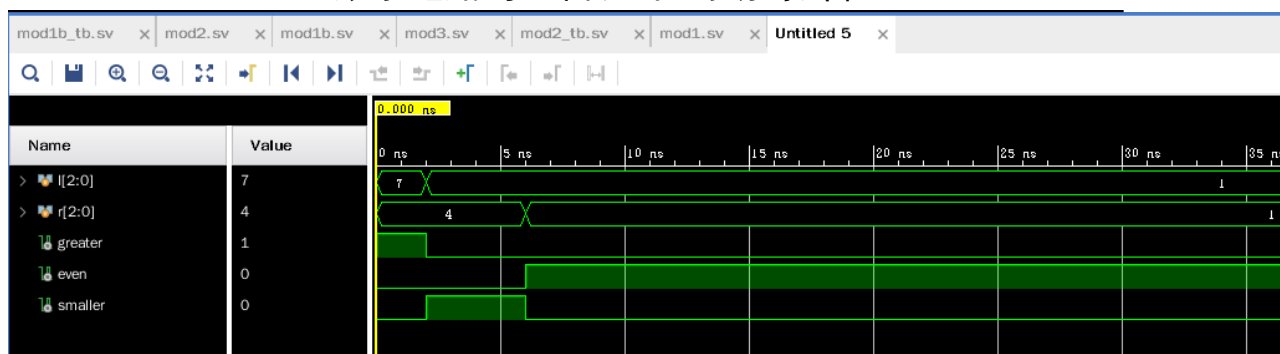 mod1b_tb.sv × mod2.sv × mod1b.sv × mod3.sv × mod2_tb.sv × mod1.sv × Untitled 5 ×
0.000 ns
Name Value
0 ns 5 ns 10 ns 15 ns 20 ns 25 ns 30 ns 35 n
l[2:0] 7 7 1
r[2:0] 4 4 1
greater 1
even 0
smaller 0